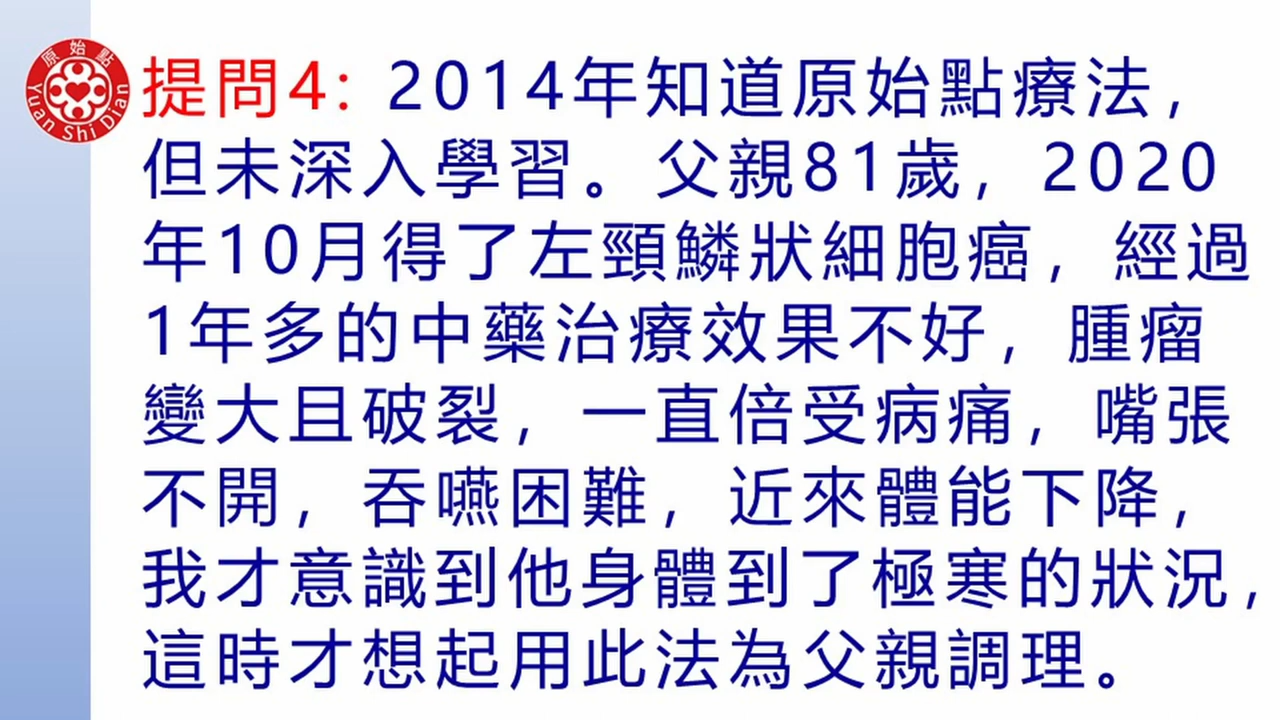 原始點
Yuan Shi Dian
提問4: 2014年知道原始點療法，
但未深入學習。父親81歲，2020
年10月得了左頸鱗狀細胞癌，經過
1年多的中藥治療效果不好，腫瘤
變大且破裂，一直倍受病痛，嘴張
不開，吞嚥困難，近來體能下降，
我才意識到他身體到了極寒的狀況，
這時才想起用此法為父親調理。